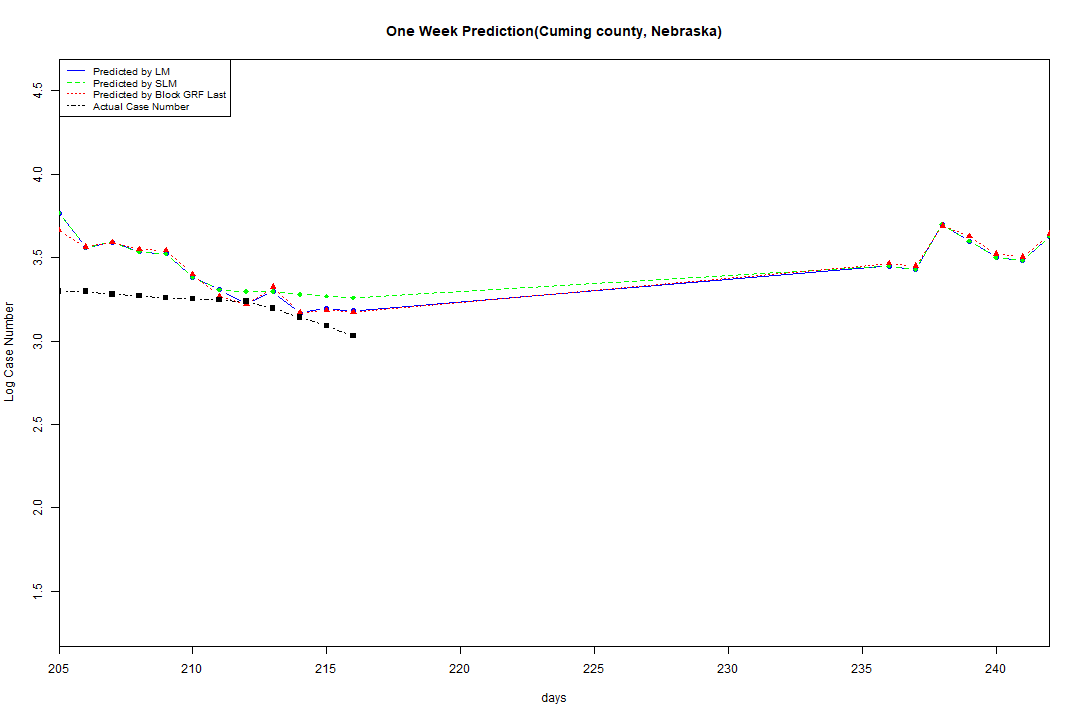 One Week Prediction(Cuming county, Nebraska)
Predicted by LM
Predicted by SLM
Predicted by Block GRF Last
Actual Case Number
4.5
4.0
3.5
3.0
2.5
2.0
1.5
Log Case Number
205 210 215 220 225 230 235 240
days